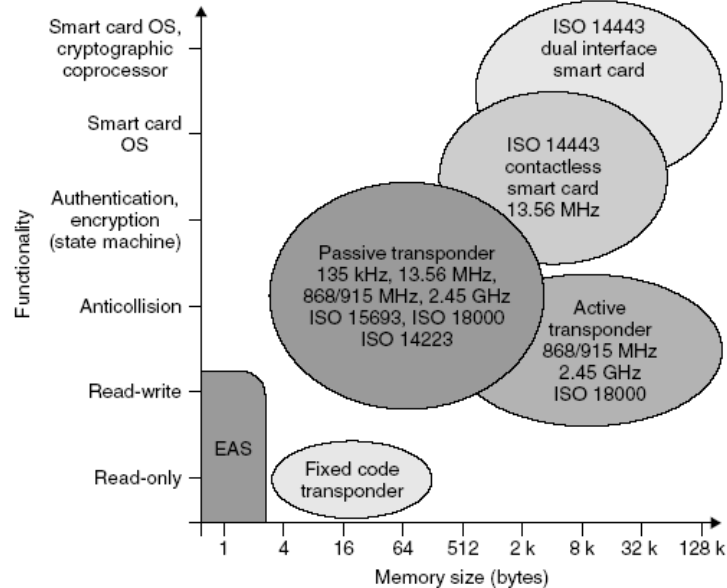 Smart card OS,
cryptographic
coprocessor
Smart card
OS
Authentication,
encryption
(state machine)
Anticollision
Read-write
Read-only
Functionality
ISO 14443
dual interface
smart card
ISO 14443
contactless
smart card
13.56 MHz
Passive transponder
135 kHz, 13.56 MHz,
868/915 MHz, 2.45 GHz
ISO 15693, ISO 18000
ISO 14223
Active
transponder
868/915 MHz
2.45 GHz
ISO 18000
EAS
Fixed code
transponder
1 4 16 64 512 2 k 8 k 32 k 128 k
Memory size (bytes)